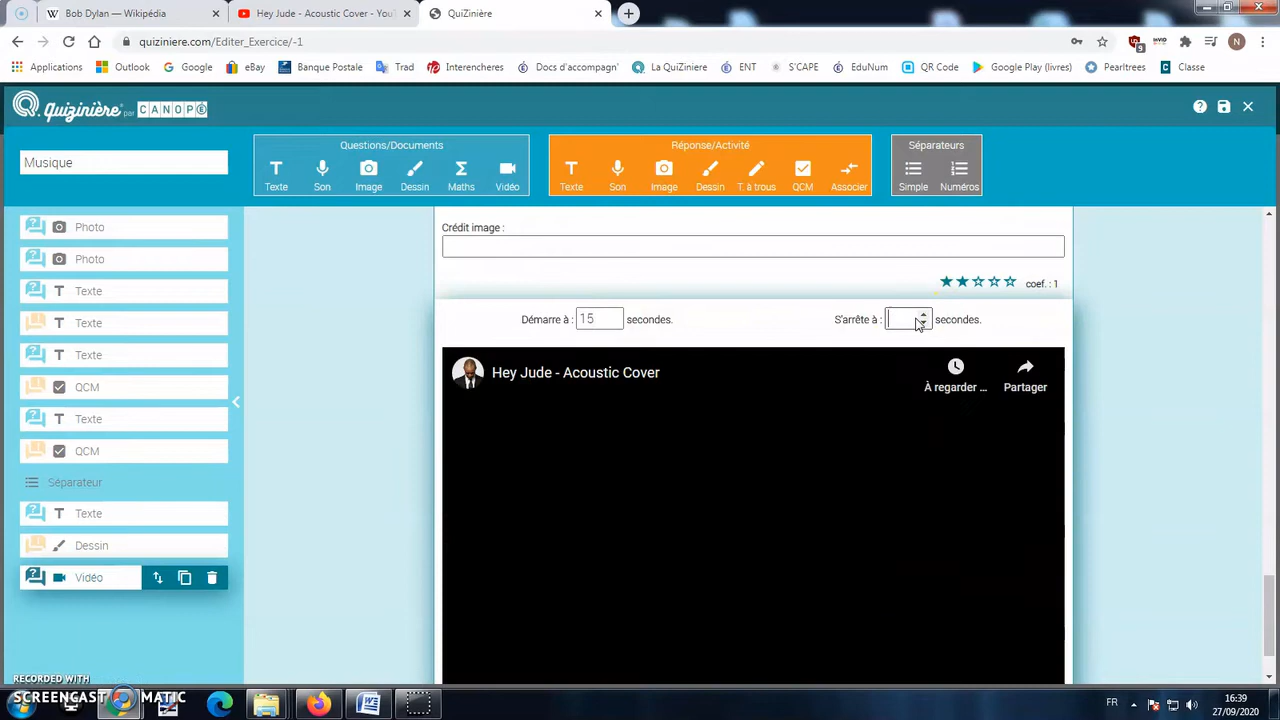 Bob Dylan — Wikipédia
Hey Jude - Acoustic Cover - You
QuiZinière
quiziniere.com/Editer_Exercice/-1
9
N
Applications Outlook Google eBay Banque Postale Trad Interencheres Docs d'accompagn' La QuiZiniere ENT S'CAPE EduNum QR Code Google Play (livres) Pearltrees Classe
Quizinière par CANOPÉ
Musique
Questions/Documents
Texte Son Image Dessin Maths Vidéo
Réponse/Activité
Texte Son Image Dessin T. à trous QCM Associer
Séparateurs
Simple Numéros
Photo
Photo
Texte
Texte
Texte
QCM
Texte
QCM
Séparateur
Texte
Dessin
Vidéo
Crédit image :
coef. : 1
Démarre à : 15 secondes.
S'arrête à : secondes.
Hey Jude - Acoustic Cover
À regarder ...
Partager
RECORDED WITH
SCREENCAST MATIC
FR
16:39
27/09/2020